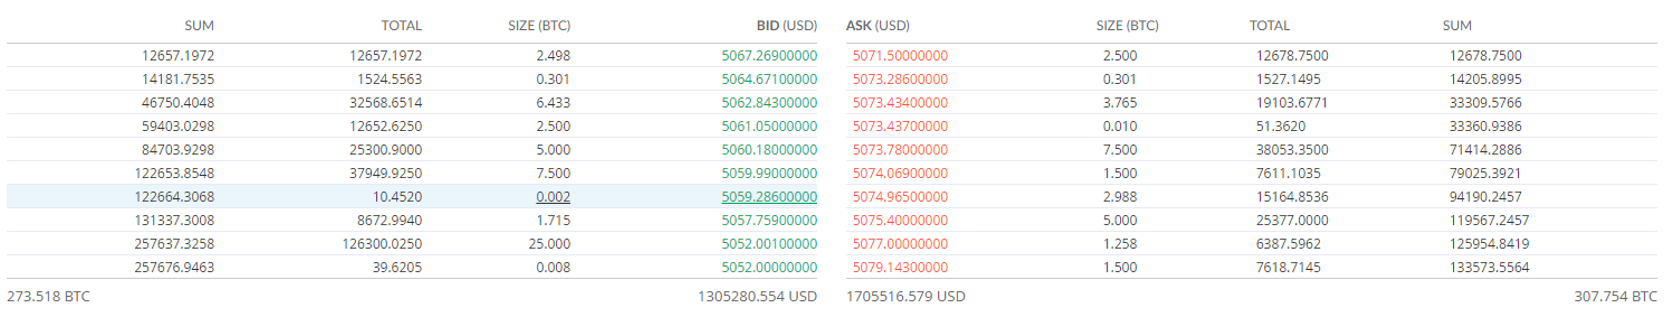 SUM TOTAL SIZE (BTC) BID (USD) ASK (USD) SIZE (BTC) TOTAL SUM
12657.1972 12657.1972 2.498 5067.26900000 5071.50000000 2.500 12678.7500 12678.7500
14181.7535 1524.5563 0.301 5064.67100000 5073.28600000 0.301 1527.1495 14205.8995
46750.4048 32568.6514 6.433 5062.84300000 5073.43400000 3.765 19103.6771 33309.5766
59403.0298 12652.6250 2.500 5061.05000000 5073.43700000 0.010 51.3620 33360.9386
84703.9298 25300.9000 5.000 5060.18000000 5073.78000000 7.500 38053.3500 71414.2886
122653.8548 37949.9250 7.500 5059.99000000 5074.06900000 1.500 7611.1035 79025.3921
122664.3068 10.4520 0.002 5059.28600000 5074.96500000 2.988 15164.8536 94190.2457
131337.3008 8672.9940 1.715 5057.75900000 5075.40000000 5.000 25377.0000 119567.2457
257637.3258 126300.0250 25.000 5052.00100000 5077.00000000 1.258 6387.5962 125954.8419
257676.9463 39.6205 0.008 5052.00000000 5079.14300000 1.500 7618.7145 133573.5564
273.518 BTC 1305280.554 USD 1705516.579 USD 307.754 BTC